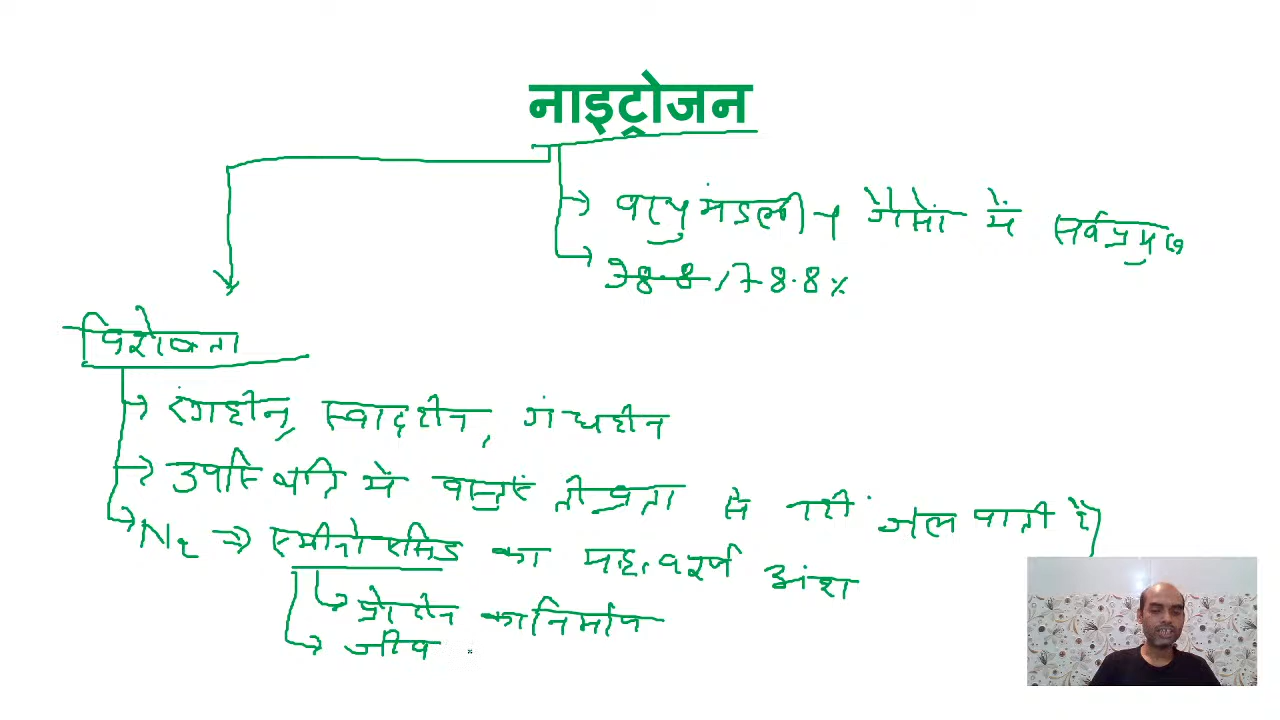 नाइट्रोजन
वायुमंडलीय गैसों में सर्वप्रमुख
78.8 / 78.8%
विशेषता
रंगहीन, स्वादहीन, गंधहीन
उपस्थिति में वस्तुएं तीव्रता से नहीं जल पाती हैं
N₂ ⇒ एमीनो एसिड का महत्वपूर्ण अंश
प्रोटीन का निर्माण
जीव